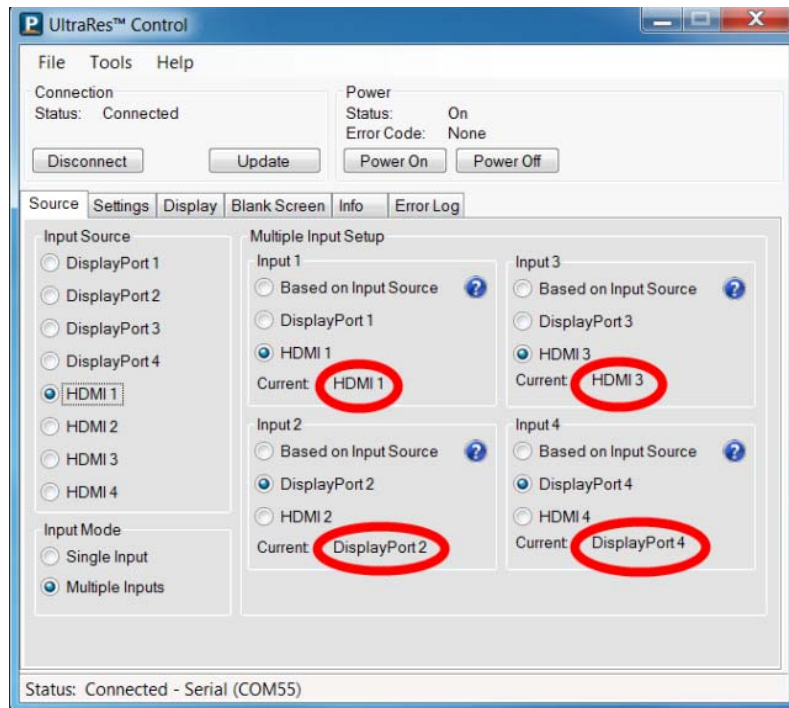 UltraRes™ Control
File Tools Help
Connection
Status: Connected
Disconnect Update
Power
Status: On
Error Code: None
Power On Power Off
Source Settings Display Blank Screen Info Error Log
Input Source
DisplayPort 1
DisplayPort 2
DisplayPort 3
DisplayPort 4
HDMI 1
HDMI 2
HDMI 3
HDMI 4
Input Mode
Single Input
Multiple Inputs
Multiple Input Setup
Input 1
Based on Input Source ?
DisplayPort 1
HDMI 1
Current: HDMI 1
Input 2
Based on Input Source ?
DisplayPort 2
HDMI 2
Current: DisplayPort 2
Input 3
Based on Input Source ?
DisplayPort 3
HDMI 3
Current: HDMI 3
Input 4
Based on Input Source ?
DisplayPort 4
HDMI 4
Current: DisplayPort 4
Status: Connected - Serial (COM55)